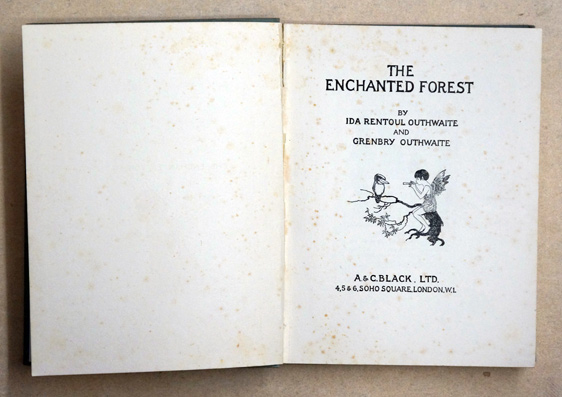 THE
ENCHANTED FOREST
BY
IDA RENTOUL OUTHWAITE
AND
GRENBRY OUTHWAITE
A & C. BLACK. LTD.
4, 5 & 6, SOHO SQUARE, LONDON, W.1.